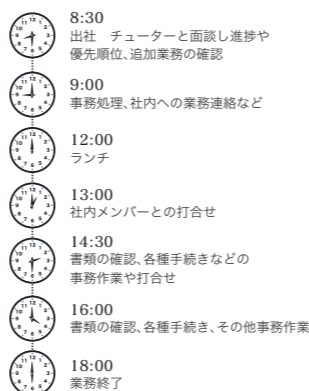 8:30
出社　チューターと面談し進捗や
優先順位、追加業務の確認
9:00
事務処理、社内への業務連絡など
12:00
ランチ
13:00
社内メンバーとの打合せ
14:30
書類の確認、各種手続きなどの
事務作業や打合せ
16:00
書類の確認、各種手続き、その他事務作業
18:00
業務終了